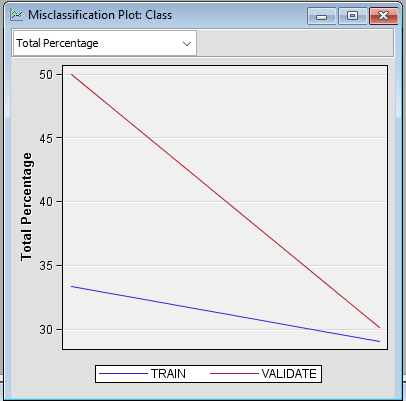 Misclassification Plot: Class
Total Percentage
50
45
40
35
30
Total Percentage
TRAIN VALIDATE